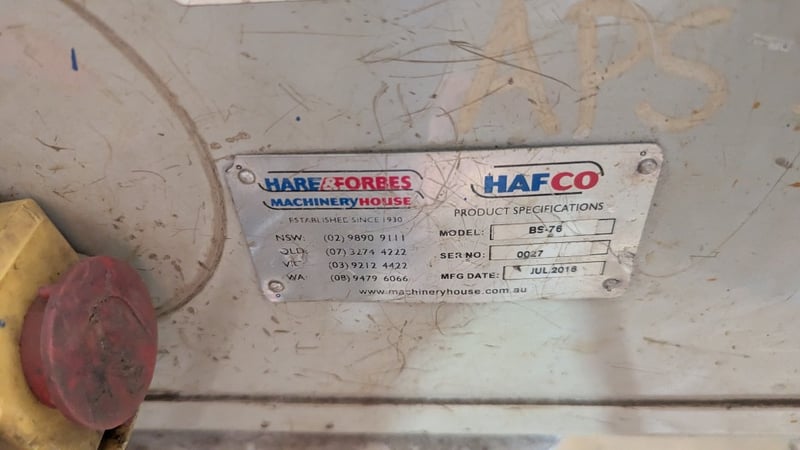 APS
HARE & FORBES
MACHINERYHOUSE
ESTABLISHED SINCE 1930
NSW: (02) 9890 9111
QLD: (07) 3274 4222
VIC: (03) 9212 4422
WA: (08) 9479 6066
HAFCO
PRODUCT SPECIFICATIONS
MODEL: BS-76
SER NO: 0027
MFG DATE: JUL.2016
www.machineryhouse.com.au